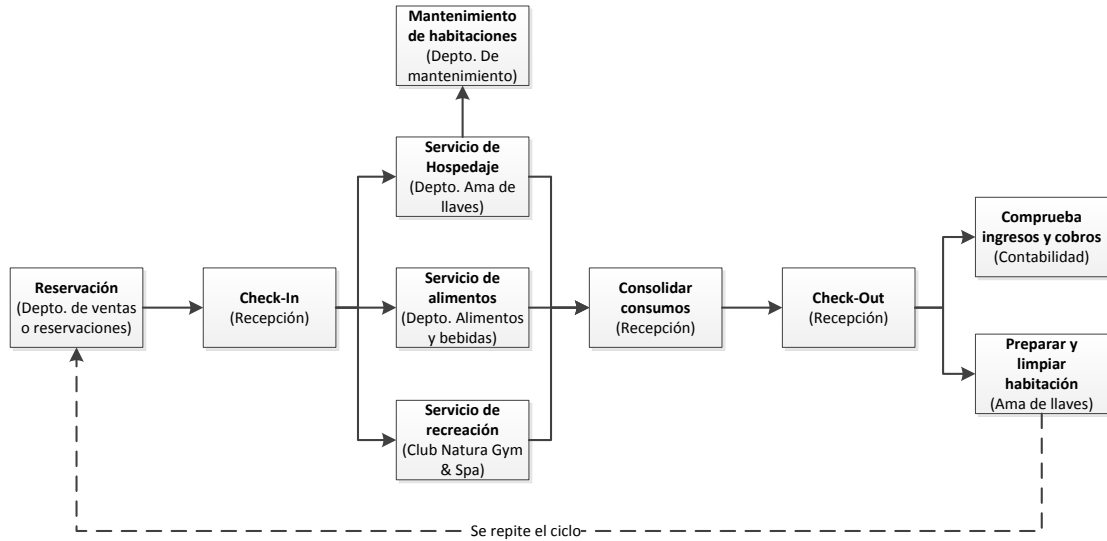 Mantenimiento
de habitaciones
(Depto. De
mantenimiento)
Servicio de
Hospedaje
(Depto. Ama de
llaves)
Comprueba
ingresos y cobros
(Contabilidad)
Reservación
(Depto. de ventas
o reservaciones)
Check-In
(Recepción)
Servicio de
alimentos
(Depto. Alimentos
y bebidas)
Consolidar
consumos
(Recepción)
Check-Out
(Recepción)
Preparar y
limpiar
habitación
(Ama de llaves)
Servicio de
recreación
(Club Natura Gym
& Spa)
Se repite el ciclo